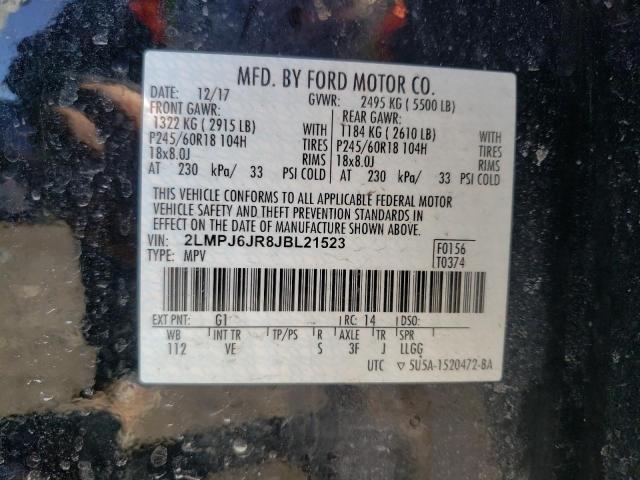 MFD. BY FORD MOTOR CO.
DATE: 12/17 GVWR: 2495 KG ( 5500 LB)
FRONT GAWR: REAR GAWR:
1322 KG ( 2915 LB) WITH 1184 KG ( 2610 LB) WITH
P245/60R18 104H TIRES P245/60R18 104H TIRES
18x8.0J RIMS 18x8.0J RIMS
AT 230 kPa/ 33 PSI COLD AT 230 kPa/ 33 PSI COLD
THIS VEHICLE CONFORMS TO ALL APPLICABLE FEDERAL MOTOR
VEHICLE SAFETY AND THEFT PREVENTION STANDARDS IN
EFFECT ON THE DATE OF MANUFACTURE SHOWN ABOVE.
VIN: 2LMPJ6JR8JBL21523 F0156
TYPE: MPV T0374
EXT PNT: G1 RC: 14 DSO:
WB INT TR TP/PS R AXLE TR SPR
112 VE S 3F J LLGG
UTC ▽ 5U5A-1520472-BA